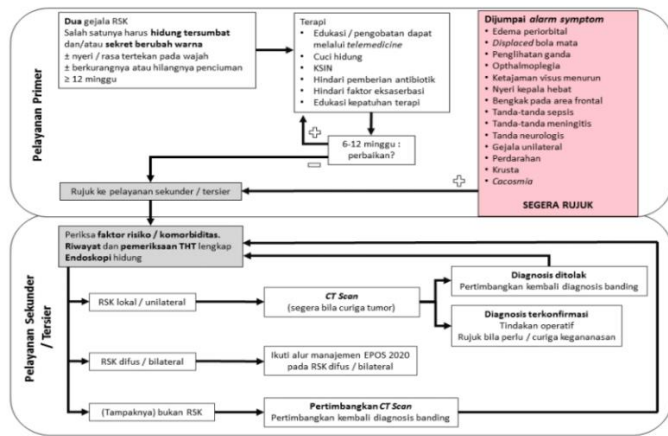 Pelayanan Primer
Dua gejala RSK
Salah satunya harus hidung tersumbat
dan/atau sekret berubah warna
± nyeri / rasa tertekan pada wajah
± berkurangnya atau hilangnya penciuman
≥ 12 minggu
Terapi
• Edukasi / pengobatan dapat
melalui telemedicine
• Cuci hidung
• KSIN
• Hindari pemberian antibiotik
• Hindari faktor eksaserbasi
• Edukasi kepatuhan terapi
6-12 minggu :
perbaikan?
Dijumpai alarm symptom
• Edema periorbital
• Displaced bola mata
• Penglihatan ganda
• Opthalmoplegia
• Ketajaman visus menurun
• Nyeri kepala hebat
• Bengkak pada area frontal
• Tanda-tanda sepsis
• Tanda-tanda meningitis
• Tanda neurologis
• Gejala unilateral
• Perdarahan
• Krusta
• Cacosmia
SEGERA RUJUK
Rujuk ke pelayanan sekunder / tersier
Pelayanan Sekunder
/ Tersier
Periksa faktor risiko / komorbiditas.
Riwayat dan pemeriksaan THT lengkap
Endoskopi hidung
RSK lokal / unilateral
CT Scan
(segera bila curiga tumor)
Diagnosis ditolak
Pertimbangkan kembali diagnosis banding
Diagnosis terkonfirmasi
Tindakan operatif
Rujuk bila perlu / curiga kegananasan
RSK difus / bilateral
Ikuti alur manajemen EPOS 2020
pada RSK difus / bilateral
(Tampaknya) bukan RSK
Pertimbangkan CT Scan
Pertimbangkan kembali diagnosis banding